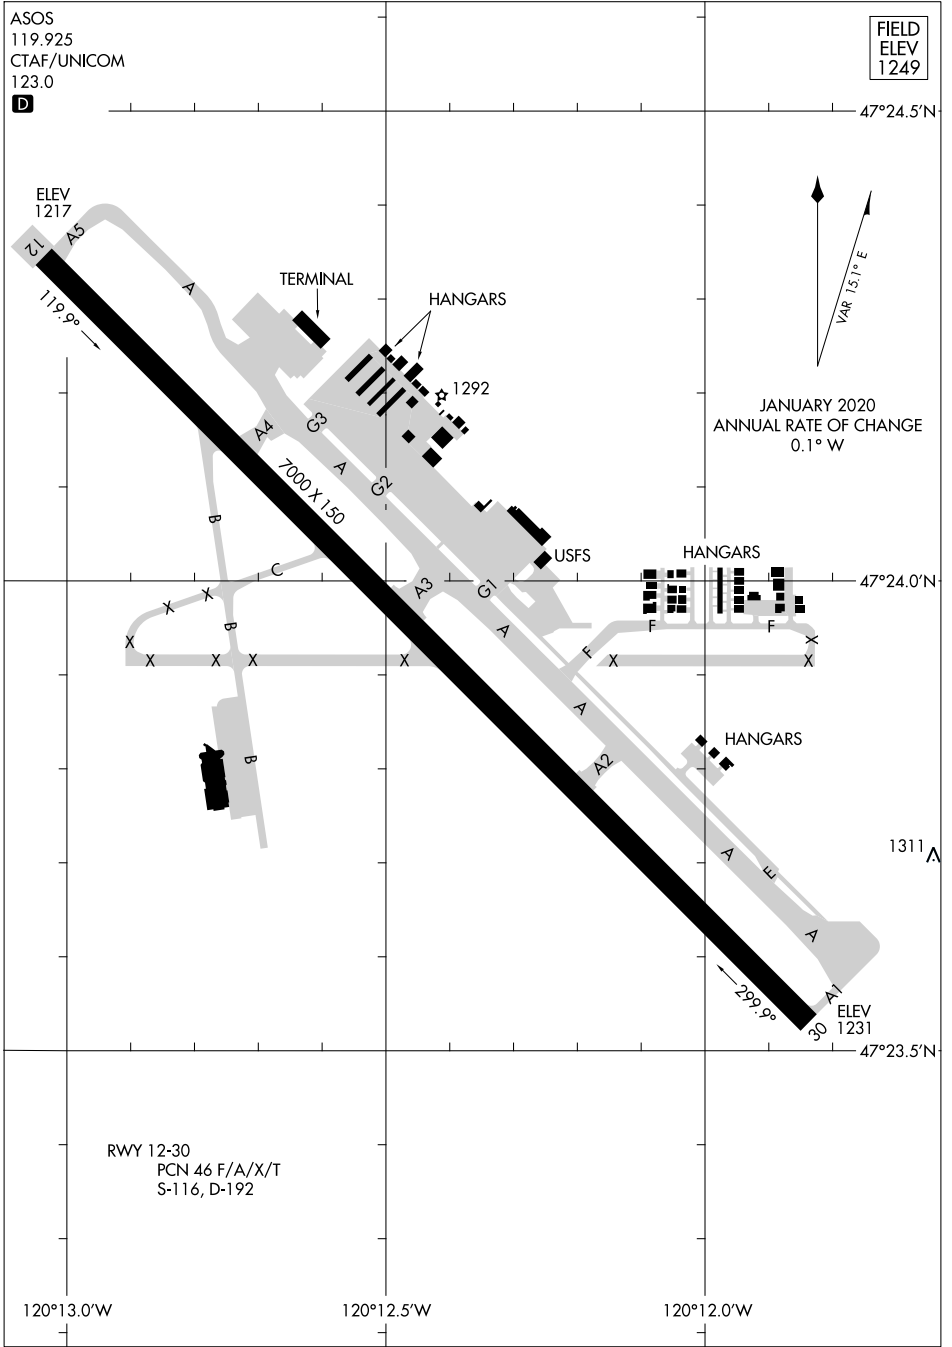 ASOS
119.925
CTAF/UNICOM
123.0
D
FIELD
ELEV
1249
47°24.5'N
ELEV
1217
12
A5
A
119.9°
TERMINAL
HANGARS
1292
VAR 15.1° E
JANUARY 2020
ANNUAL RATE OF CHANGE
0.1° W
A4
G3
A
G2
7000 X 150
B
C
A3
G1
USFS
HANGARS
47°24.0'N
X
X
X
B
A
F
F
F
X
X
X
X
X
X
X
X
A
B
A2
HANGARS
1311
A
E
A
A1
299.9°
30
ELEV
1231
47°23.5'N
RWY 12-30
PCN 46 F/A/X/T
S-116, D-192
120°13.0'W
120°12.5'W
120°12.0'W